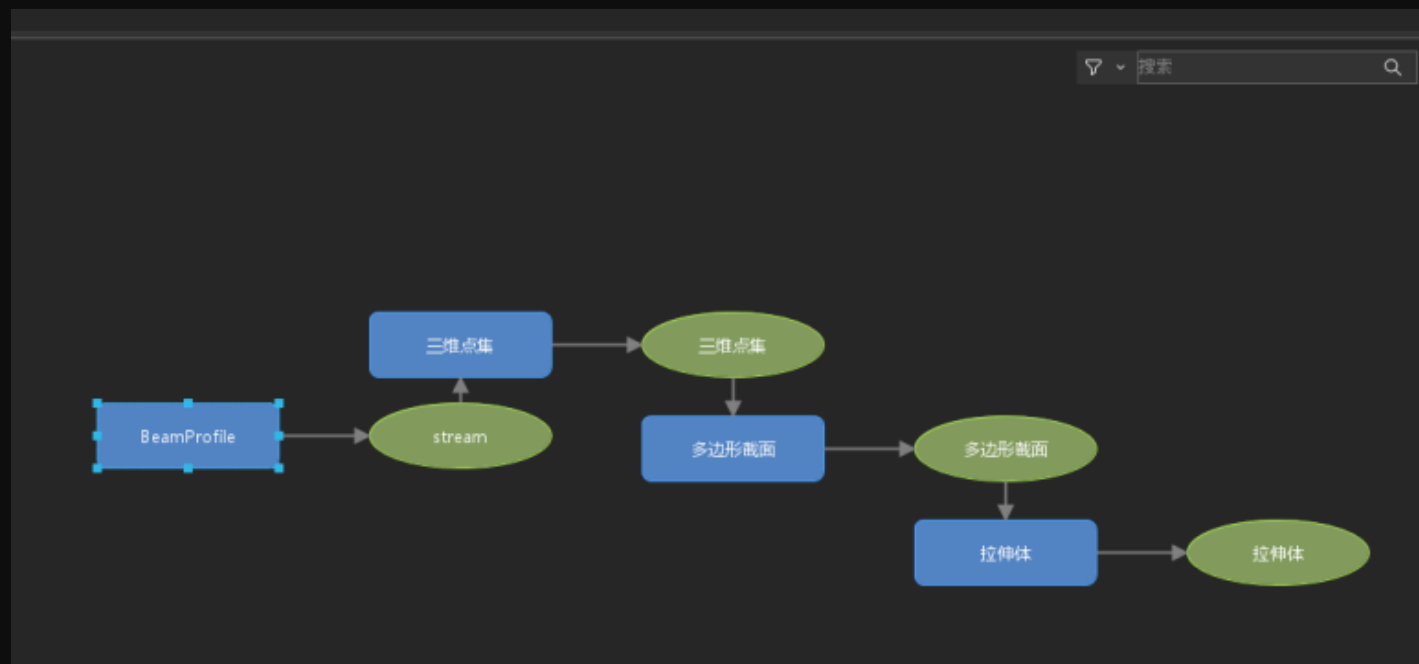 搜索
三维点集
三维点集
BeamProfile
stream
多边形截面
多边形截面
拉伸体
拉伸体